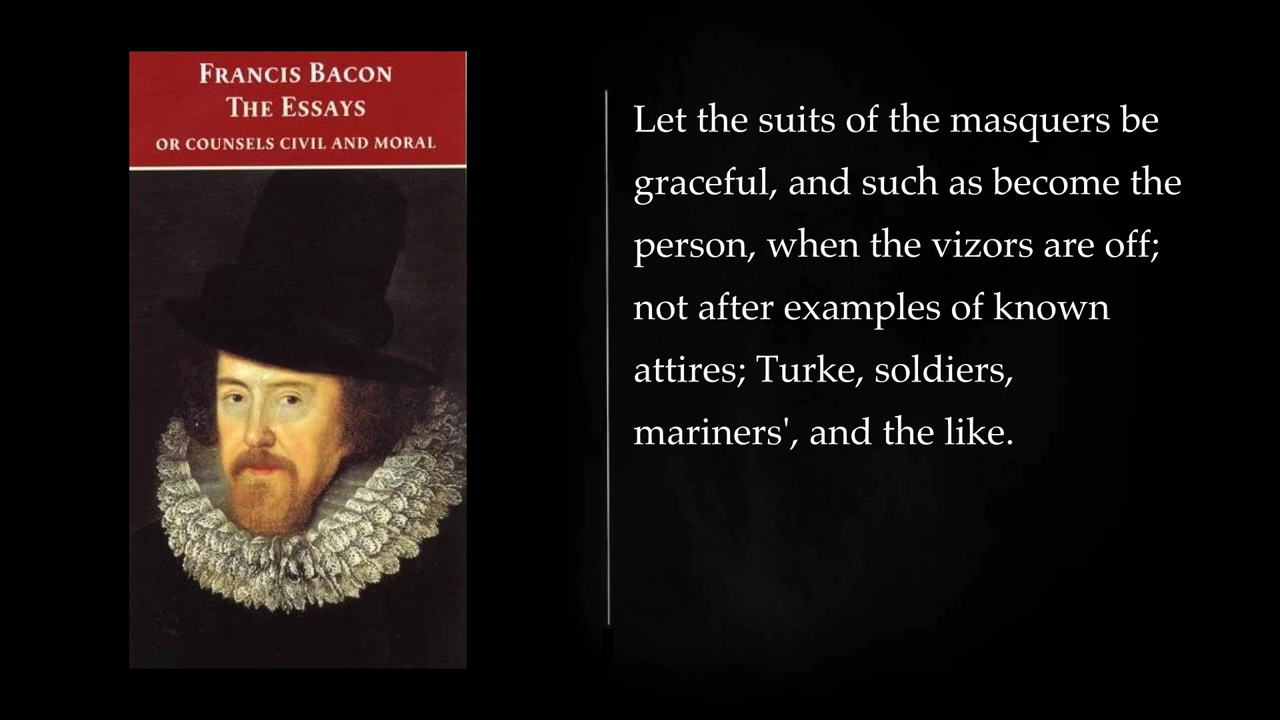 FRANCIS BACON
THE ESSAYS
OR COUNSELS CIVIL AND MORAL
Let the suits of the masquers be
graceful, and such as become the
person, when the vizors are off;
not after examples of known
attires; Turke, soldiers,
mariners', and the like.